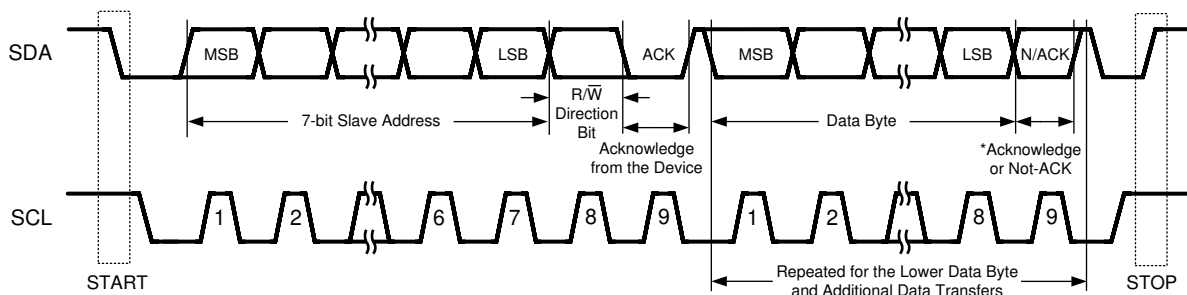 SDA
MSB
LSB
ACK
MSB
LSB
N/ACK
R/W̅
Direction
Bit
7-bit Slave Address
Data Byte
Acknowledge
from the Device
*Acknowledge
or Not-ACK
SCL
1
2
6
7
8
9
1
2
8
9
START
Repeated for the Lower Data Byte
and Additional Data Transfers
STOP